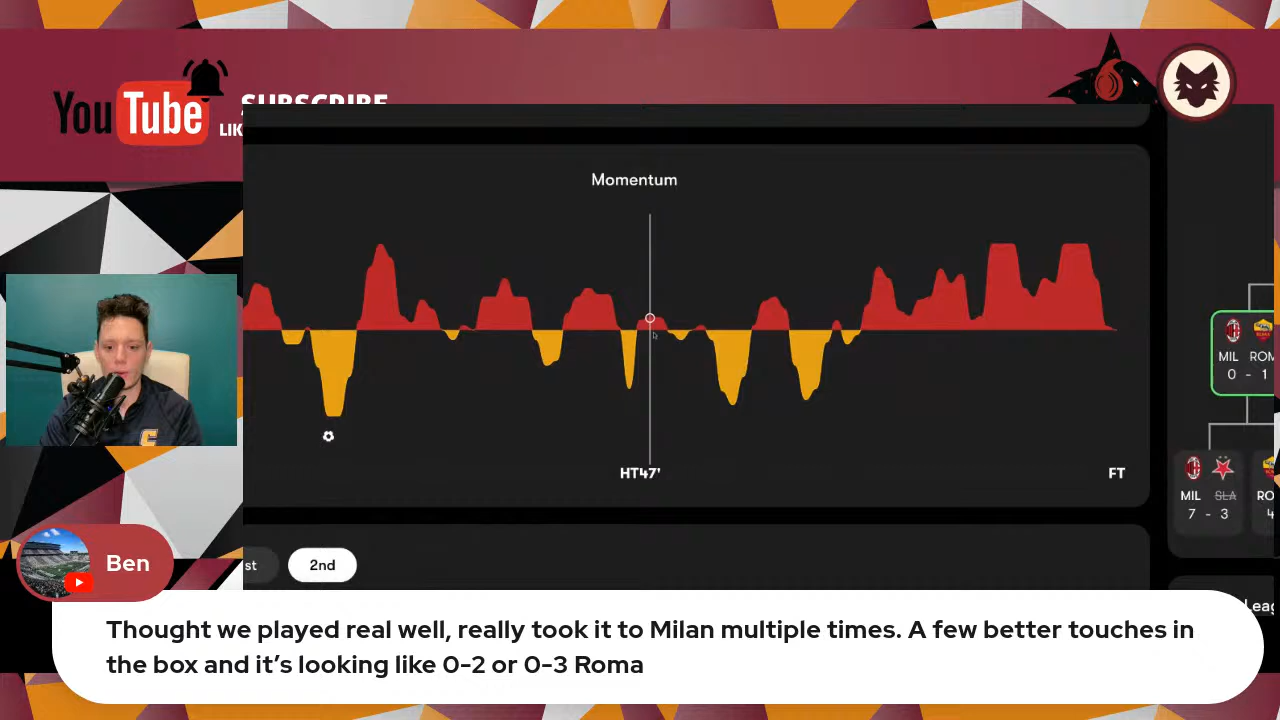 YouTube
SUBSCRIBE
LIK
Momentum
HT47'
FT
MIL ROM
0 - 1
MIL SLA RO
7 - 3 4
st 2nd
Leag
Ben
Thought we played real well, really took it to Milan multiple times. A few better touches in
the box and it's looking like 0-2 or 0-3 Roma